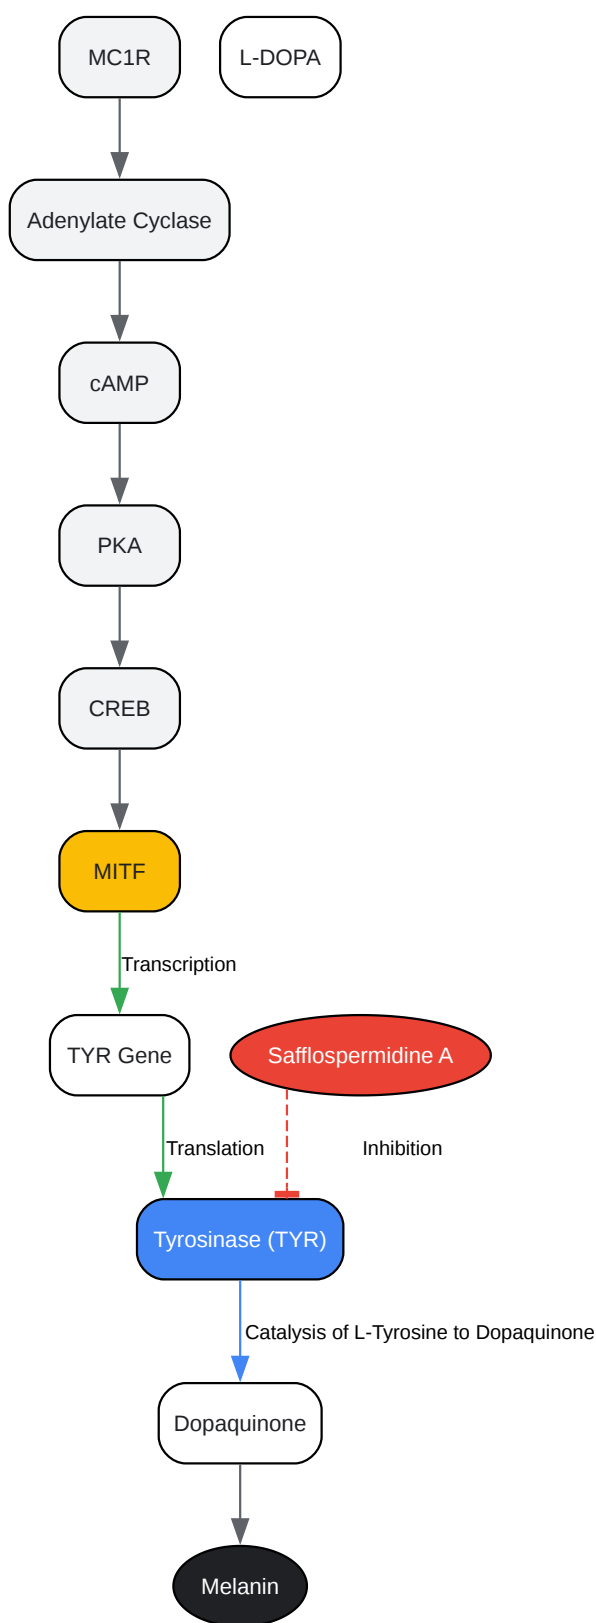 MC1R
L-DOPA
Adenylate Cyclase
cAMP
PKA
CREB
MITF
Transcription
TYR Gene
Safflospermidine A
Translation
Inhibition
Tyrosinase (TYR)
Catalysis of L-Tyrosine to Dopaquinone
Dopaquinone
Melanin